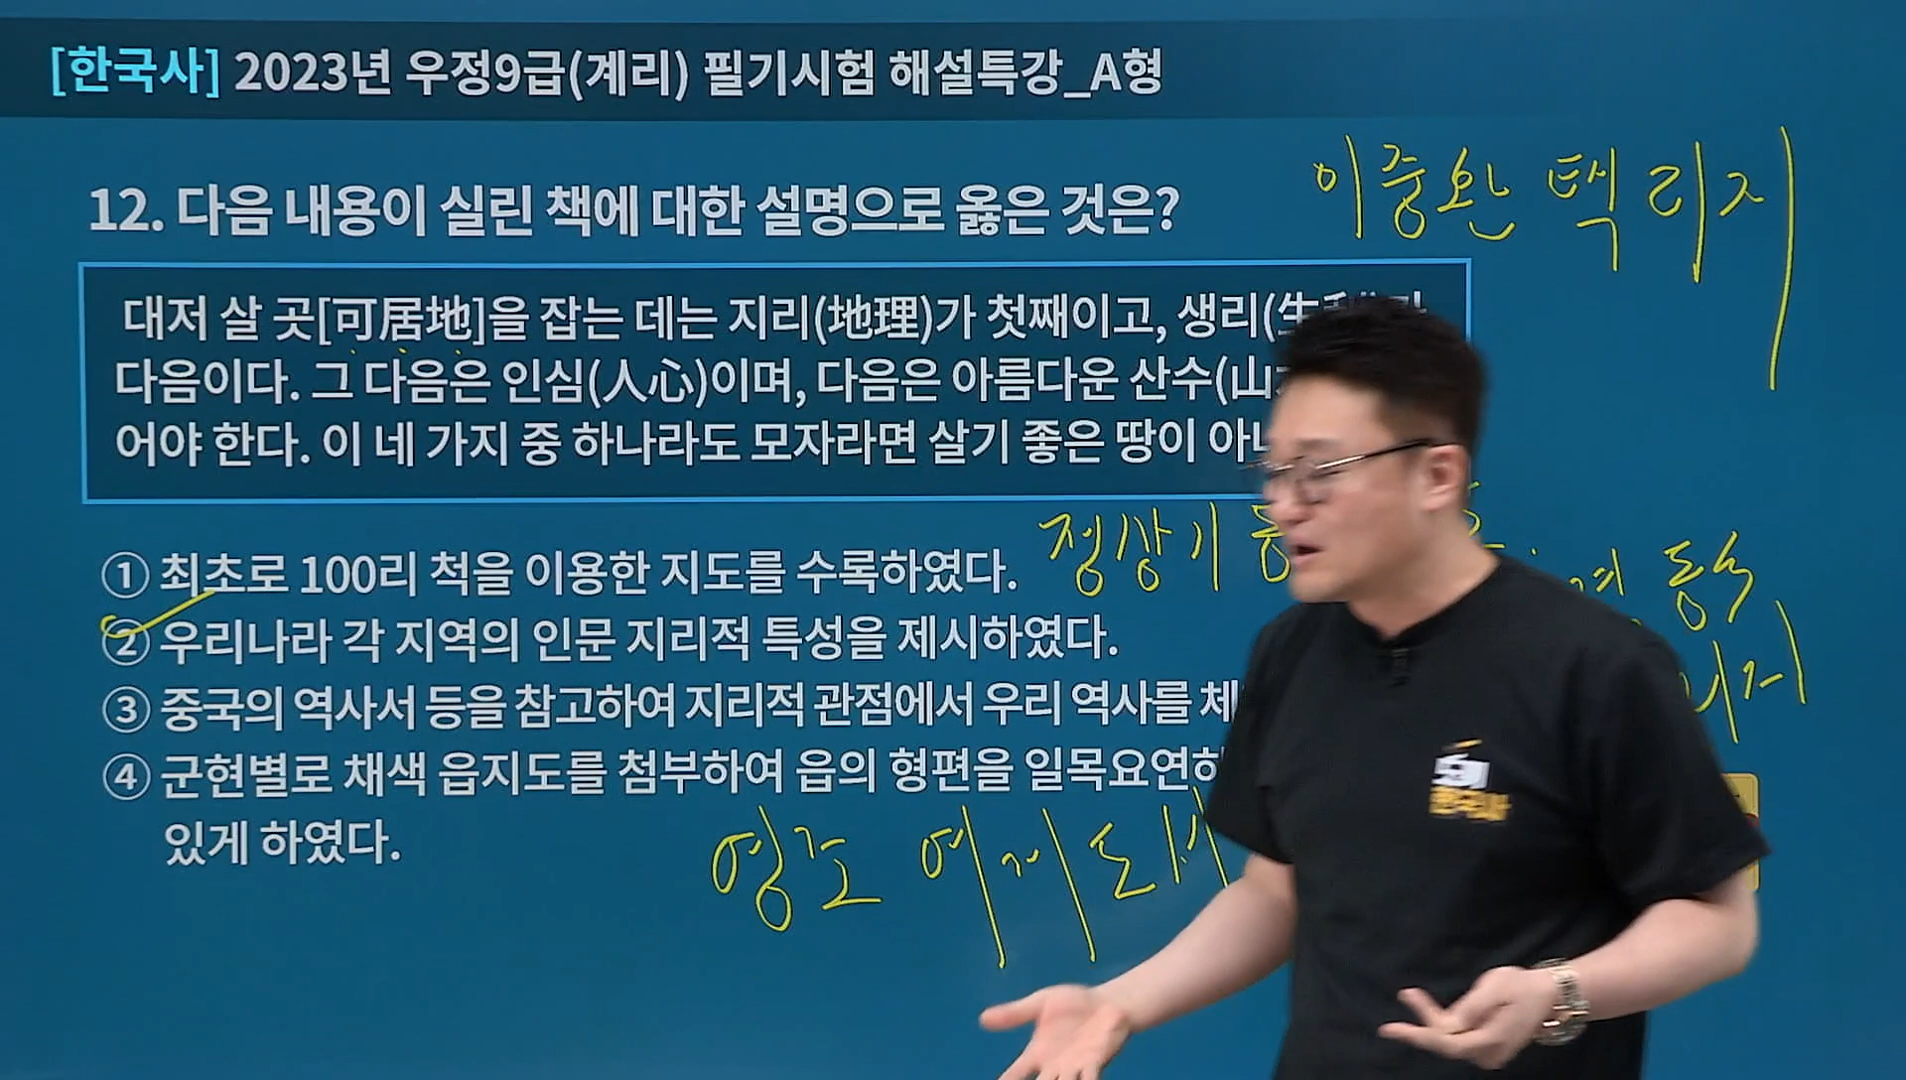 [한국사] 2023년 우정9급(계리) 필기시험 해설특강_A형
이중환 택리지
12. 다음 내용이 실린 책에 대한 설명으로 옳은 것은?
대저 살 곳[可居地]을 잡는 데는 지리(地理)가 첫째이고, 생리(生
다음이다. 그 다음은 인심(人心)이며, 다음은 아름다운 산수(山
어야 한다. 이 네 가지 중 하나라도 모자라면 살기 좋은 땅이
① 최초로 100리 척을 이용한 지도를 수록하였다. 정상기
② 우리나라 각 지역의 인문 지리적 특성을 제시하였다.
③ 중국의 역사서 등을 참고하여 지리적 관점에서 우리 역사를
④ 군현별로 채색 읍지도를 첨부하여 읍의 형편을
있게 하였다.
영조 여지도서
한국사